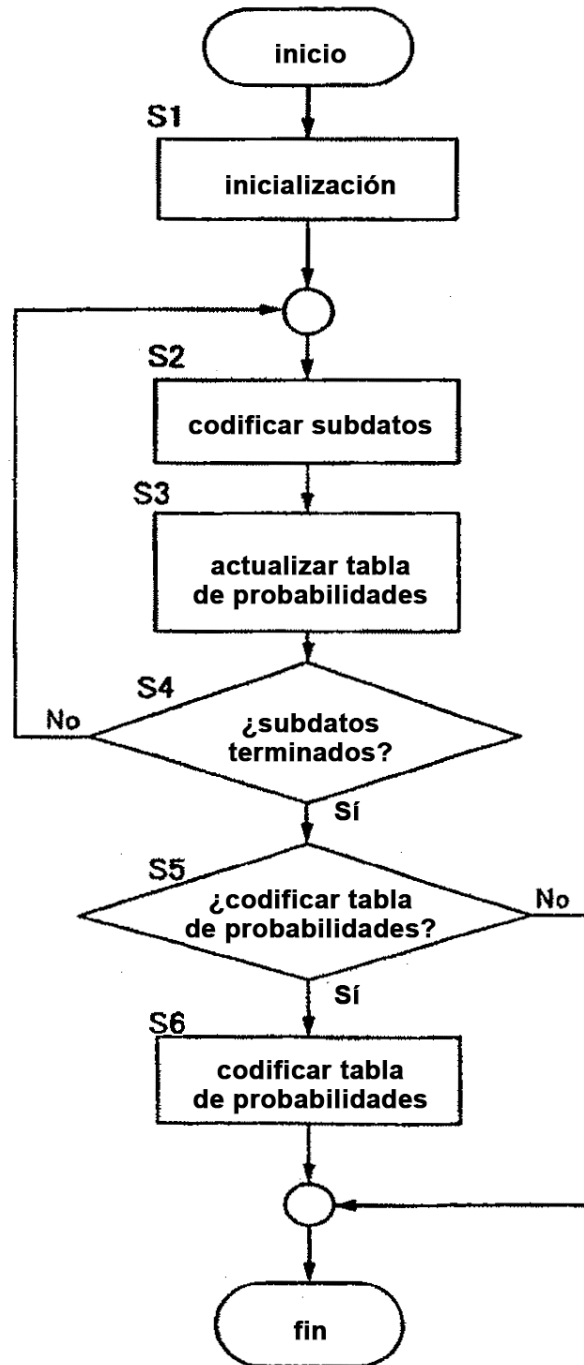 inicio
S1
inicialización
S2
codificar subdatos
S3
actualizar tabla
de probabilidades
S4
¿subdatos
terminados?
No
Sí
S5
¿codificar tabla
de probabilidades?
No
Sí
S6
codificar tabla
de probabilidades
fin